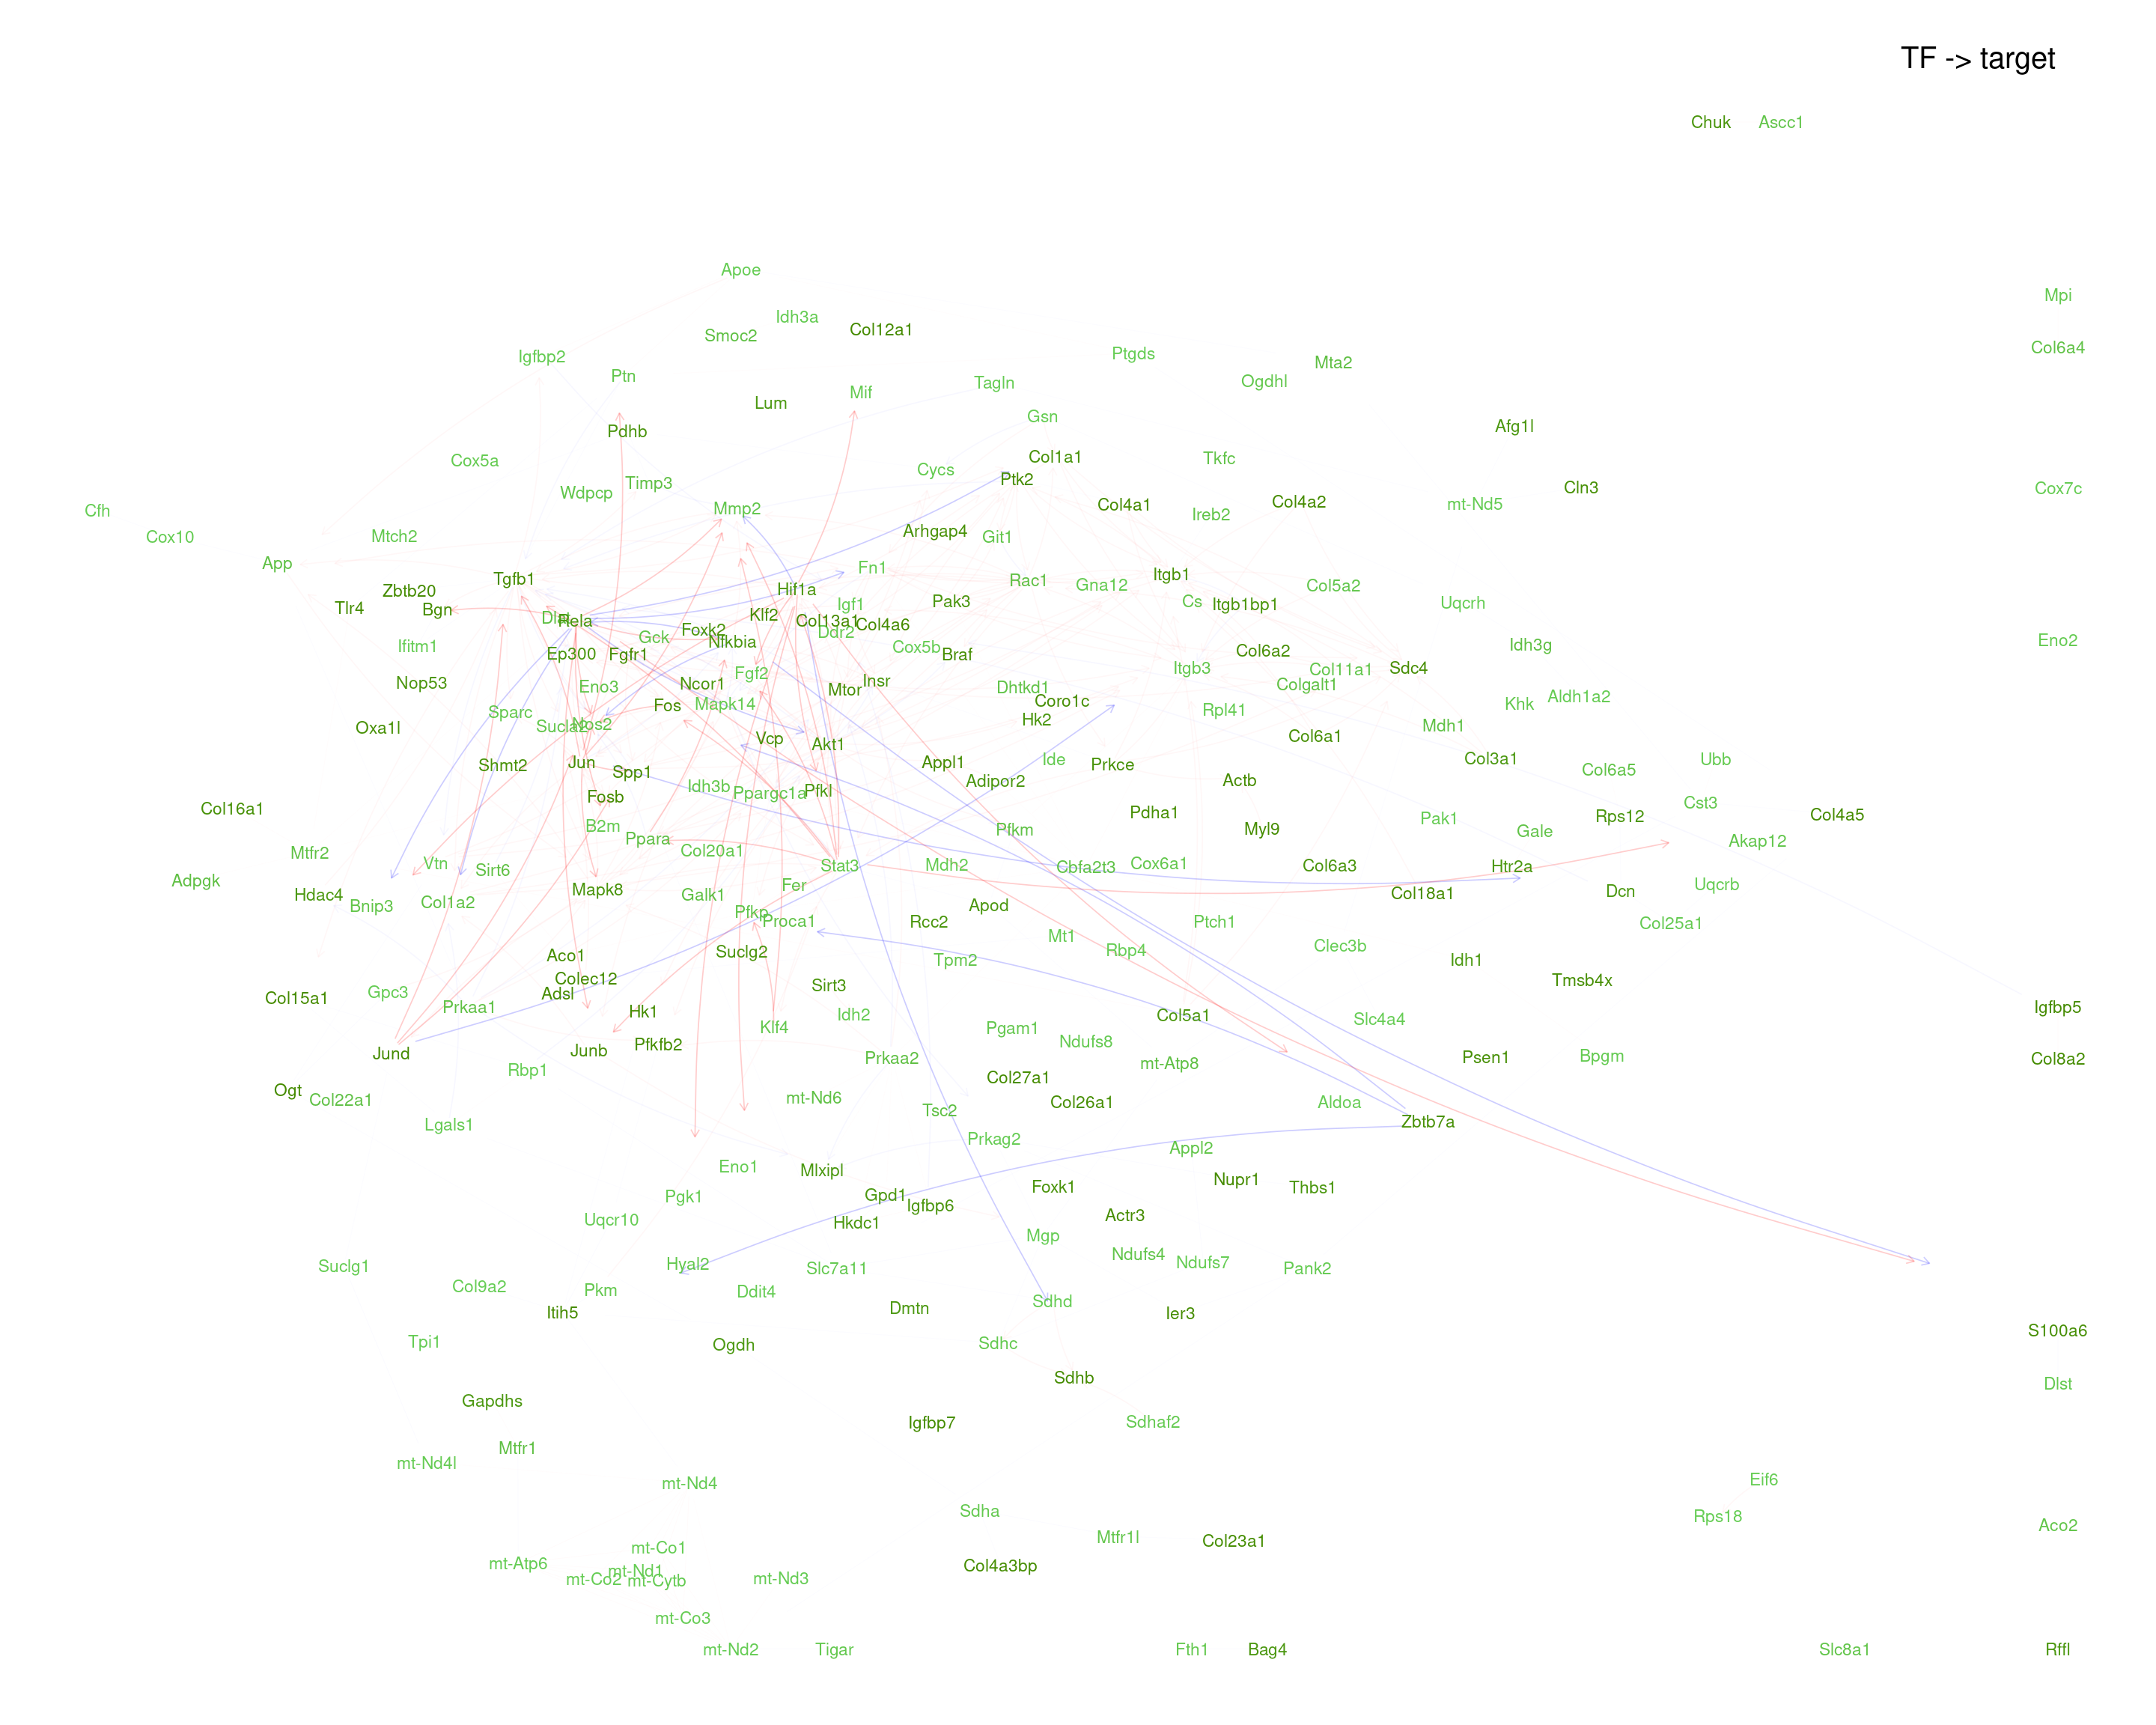 TF -> target
Chuk Ascc1
Apoe
Mpi
Idh3a
Smoc2
Col12a1
Col6a4
Igfbp2
Ptgds
Mta2
Ptn
Tagln
Ogdhl
Mif
Lum
Gsn
Pdhb
Afg1l
Col1a1
Tkfc
Cox5a
Cycs
Ptk2
Timp3
Wdpcp
Cln3
Cox7c
Mmp2
Col4a1
Col4a2
mt-Nd5
Cfh
Ireb2
Cox10
Mtch2
Arhgap4
Git1
App
Fn1
Tgfb1
Itgb1
Rac1
Gna12
Col5a2
Zbtb20
Hif1a
Tlr4
Bgn
Igf1
Pak3
Cs
Itgb1bp1
Uqcrh
Dlat
Rela
Klf2
Col13a1
Col4a6
Foxk2
Gck
Nfkbia
Ddr2
Ifitm1
Cox5b
Idh3g
Eno2
Ep300
Fgfr1
Braf
Col6a2
Fgf2
Itgb3
Col11a1
Sdc4
Nop53
Eno3
Ncor1
Mtor
Insr
Dhtkd1
Colgalt1
Fos
Mapk14
Coro1c
Khk
Aldh1a2
Sparc
Hk2
Rpl41
Oxa1l
Sucla2
Nos2
Mdh1
Vcp
Akt1
Col6a1
Shmt2
Jun
Spp1
Appl1
Ide
Prkce
Col3a1
Ubb
Col6a5
Fosb
Idh3b
Ppargc1a
Pfkl
Adipor2
Actb
Cst3
Col16a1
B2m
Pdha1
Rps12
Col4a5
Ppara
Pfkm
Myl9
Pak1
Gale
Akap12
Mtfr2
Col20a1
Vtn
Sirt6
Stat3
Mdh2
Cbfa2t3
Cox6a1
Col6a3
Htr2a
Adpgk
Hdac4
Mapk8
Fer
Galk1
Col18a1
Dcn
Uqcrb
Bnip3
Col1a2
Pfkp
Proca1
Apod
Rcc2
Ptch1
Col25a1
Mt1
Aco1
Suclg2
Tpm2
Rbp4
Clec3b
Idh1
Colec12
Adsl
Sirt3
Tmsb4x
Col15a1
Gpc3
Prkaa1
Hk1
Idh2
Col5a1
Igfbp5
Klf4
Pgam1
Slc4a4
Jund
Junb
Pfkfb2
Prkaa2
Ndufs8
mt-Atp8
Psen1
Bpgm
Col8a2
Rbp1
Col27a1
Ogt
Col22a1
mt-Nd6
Col26a1
Aldoa
Lgals1
Tsc2
Zbtb7a
Prkag2
Appl2
Eno1
Mlxipl
Pgk1
Gpd1
Igfbp6
Foxk1
Nupr1
Thbs1
Uqcr10
Hkdc1
Actr3
Mgp
Suclg1
Hyal2
Slc7a11
Ndufs4
Ndufs7
Pank2
Col9a2
Pkm
Ddit4
Sdhd
Itih5
Dmtn
Ier3
Tpi1
Ogdh
Sdhc
S100a6
Sdhb
Dlst
Gapdhs
Igfbp7
Sdhaf2
Mtfr1
mt-Nd4l
mt-Nd4
Eif6
Sdha
Rps18
Aco2
Mtfr1l
Col23a1
mt-Co1
mt-Atp6
Col4a3bp
mt-Nd1
mt-Co2
mt-Cytb
mt-Nd3
mt-Co3
mt-Nd2
Tigar
Fth1
Bag4
Slc8a1
Rffl